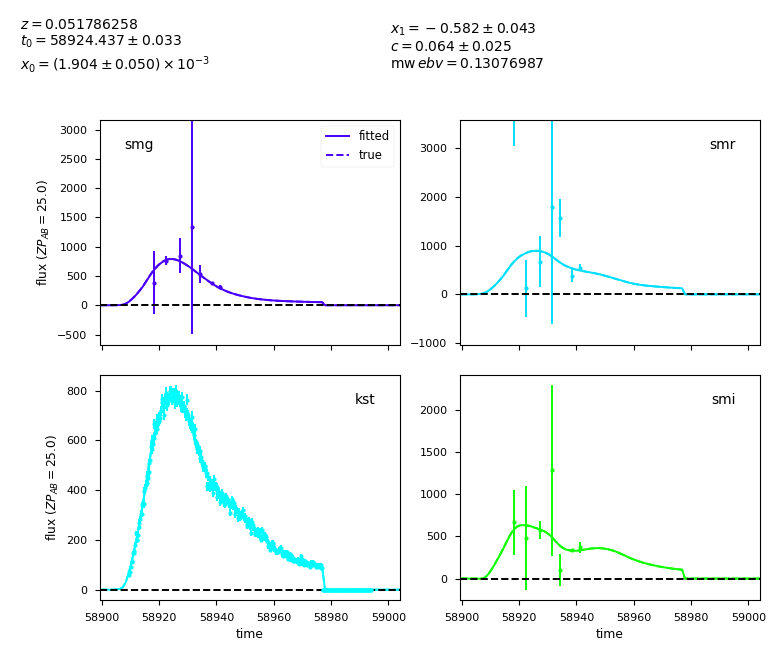 z = 0.051786258
t₀ = 58924.437 ± 0.033
x₀ = (1.904 ± 0.050) × 10⁻³
x₁ = −0.582 ± 0.043
c = 0.064 ± 0.025
mw ebv = 0.13076987
smg
fitted
true
3000
2500
2000
1500
1000
500
0
−500
flux (ZP_AB = 25.0)
smr
3000
2000
1000
0
−1000
kst
800
600
400
200
0
flux (ZP_AB = 25.0)
58900 58920 58940 58960 58980 59000
time
smi
2000
1500
1000
500
0
58900 58920 58940 58960 58980 59000
time